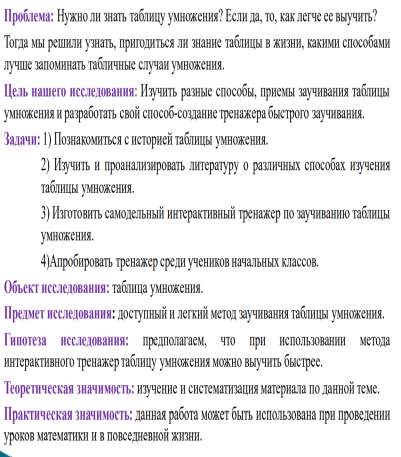 Проблема: Нужно ли знать таблицу умножения? Если да, то, как легче ее выучить?
Тогда мы решили узнать, пригодиться ли знание таблицы в жизни, какими способами
лучше запоминать табличные случаи умножения.
Цель нашего исследования: Изучить разные способы, приемы заучивания таблицы
умножения и разработать свой способ-создание тренажера быстрого заучивания.
Задачи: 1) Познакомиться с историей таблицы умножения.
2) Изучить и проанализировать литературу о различных способах изучения
таблицы умножения.
3) Изготовить самодельный интерактивный тренажер по заучиванию таблицы
умножения.
4)Апробировать тренажер среди учеников начальных классов.
Объект исследования: таблица умножения.
Предмет исследования: доступный и легкий метод заучивания таблицы умножения.
Гипотеза исследования: предполагаем, что при использовании метода
интерактивного тренажер таблицу умножения можно выучить быстрее.
Теоретическая значимость: изучение и систематизация материала по данной теме.
Практическая значимость: данная работа может быть использована при проведении
уроков математики и в повседневной жизни.